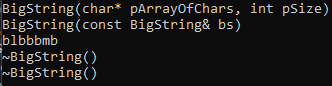 BigString(char* pArrayOfChars, int pSize)
BigString(const BigString& bs)
blbbbmb
~BigString()
~BigString()